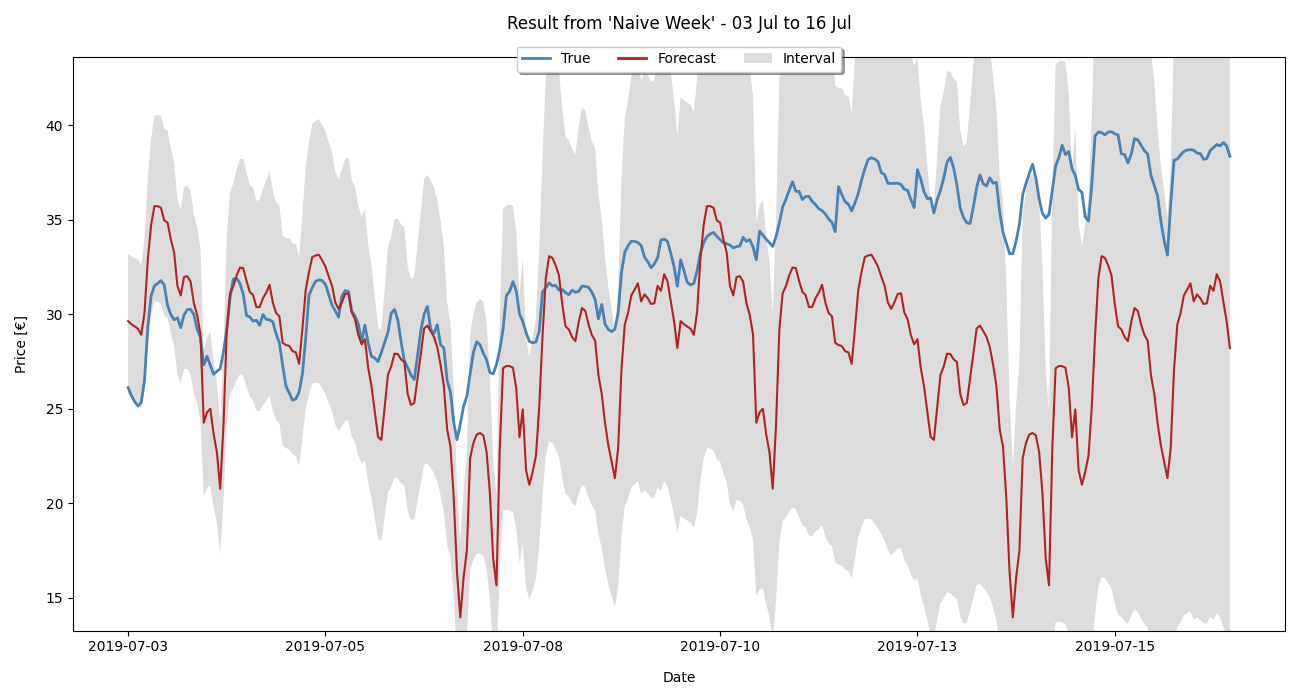 Result from 'Naive Week' - 03 Jul to 16 Jul
True Forecast Interval
Price [€]
40
35
30
25
20
15
2019-07-03 2019-07-05 2019-07-08 2019-07-10 2019-07-13 2019-07-15
Date